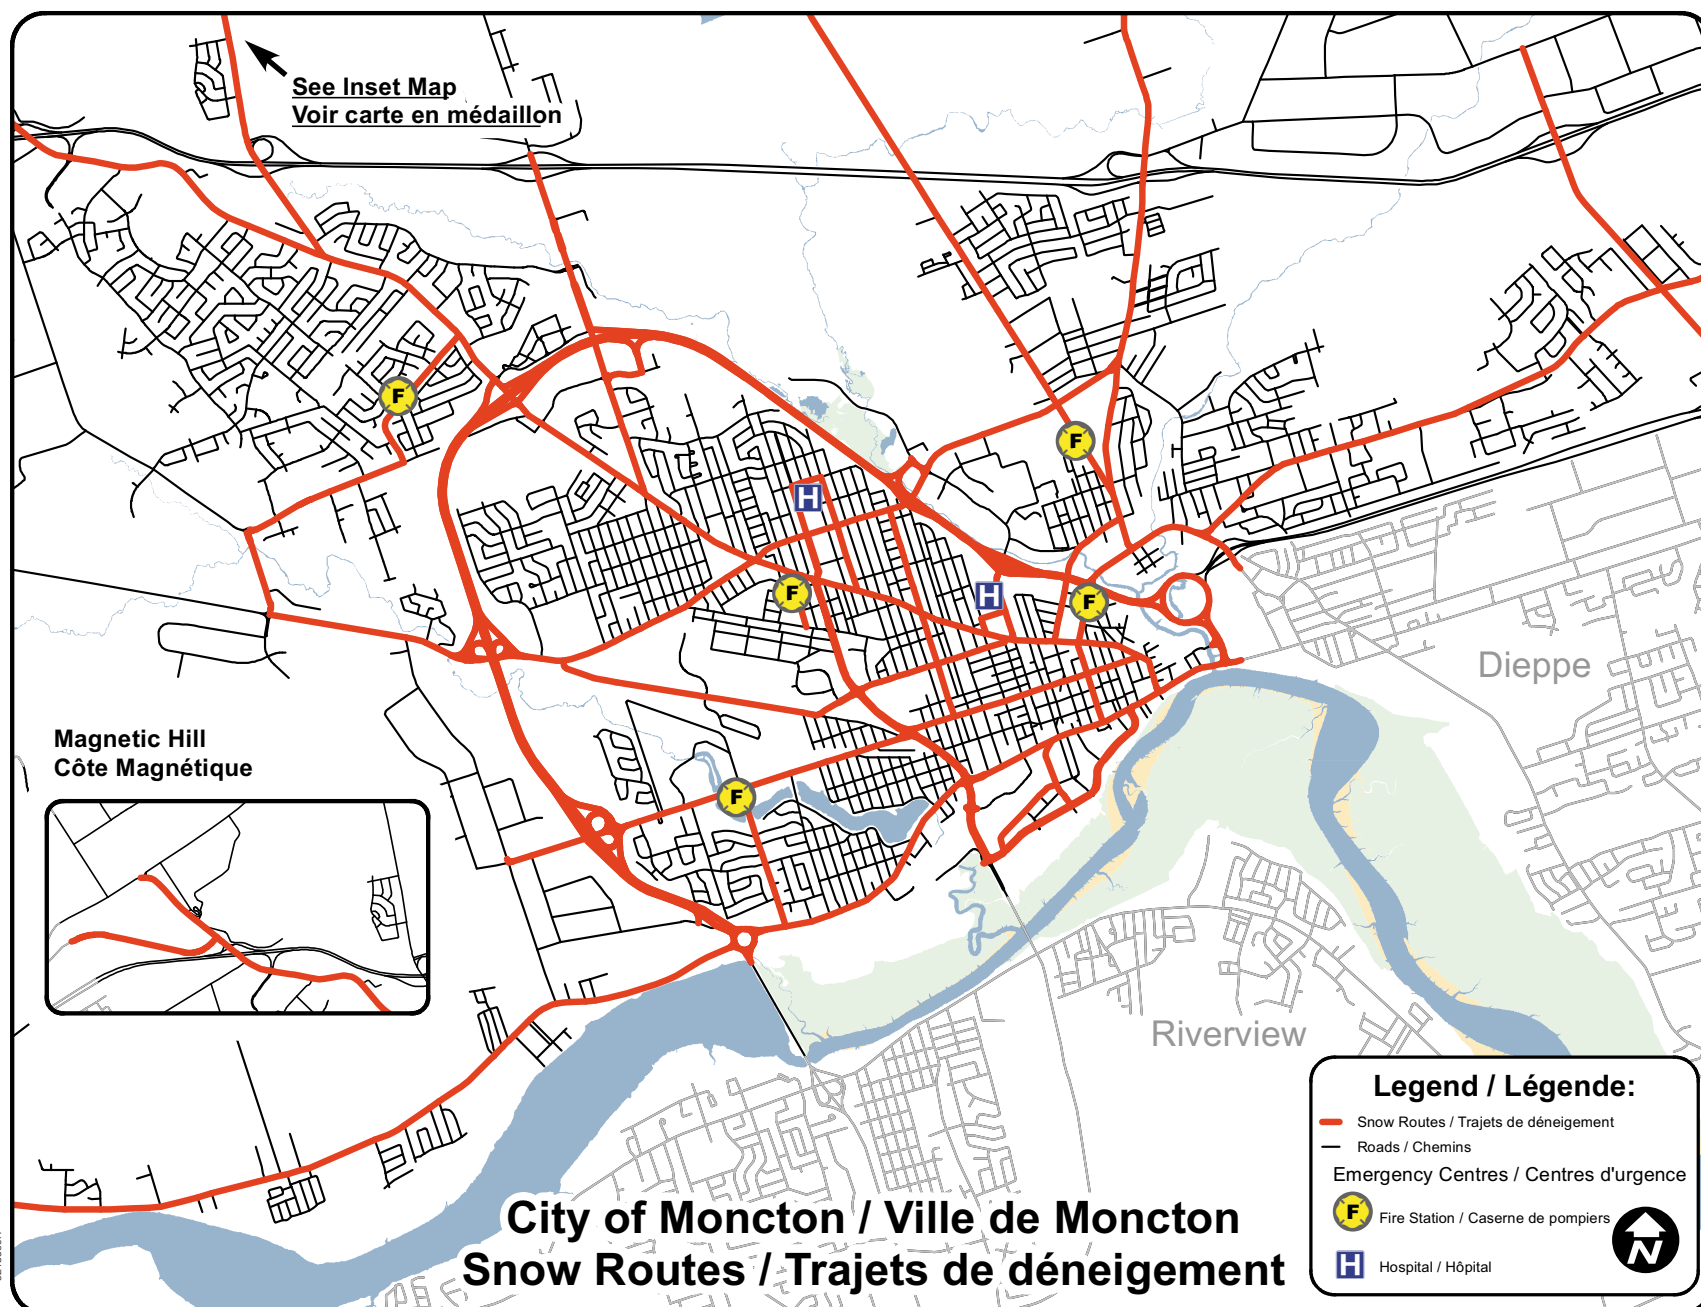 See Inset Map
Voir carte en médaillon
F
F
H
H
F
F
F
Dieppe
Magnetic Hill
Côte Magnétique
Riverview
Legend / Légende:
Snow Routes / Trajets de déneigement
Roads / Chemins
Emergency Centres / Centres d'urgence
F Fire Station / Caserne de pompiers
H Hospital / Hôpital
N
City of Moncton / Ville de Moncton
Snow Routes / Trajets de déneigement